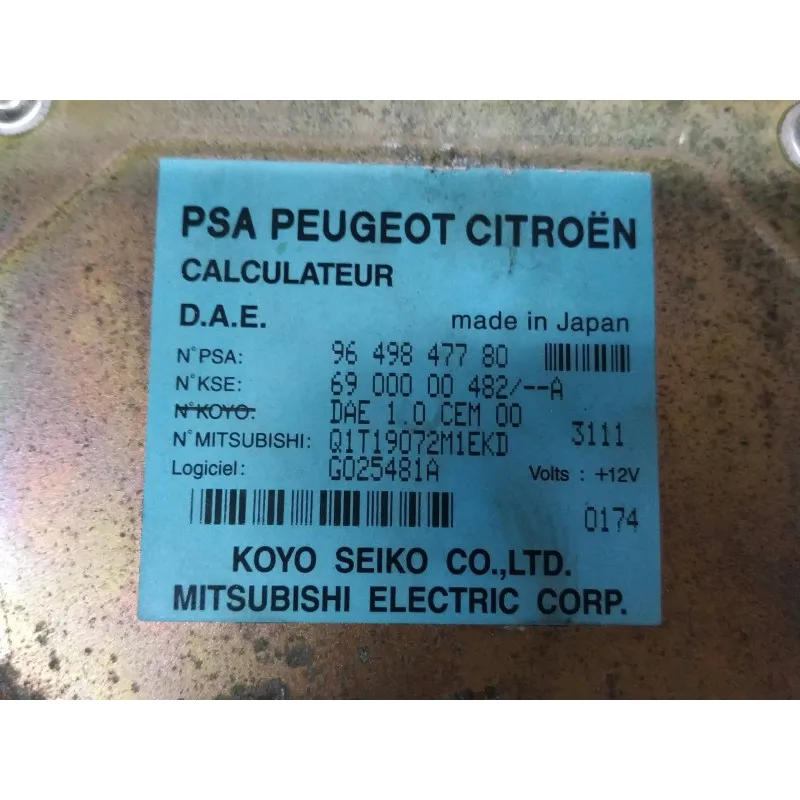 PSA PEUGEOT CITROËN
CALCULATEUR
D.A.E. made in Japan
N°PSA: 96 498 477 80
N°KSE: 69 000 00 482/--A
N°KOYO: DAE 1.0 CEM 00
N°MITSUBISHI: Q1T19072M1EKD 3111
Logiciel: G025481A Volts : +12V
0174
KOYO SEIKO CO.,LTD.
MITSUBISHI ELECTRIC CORP.